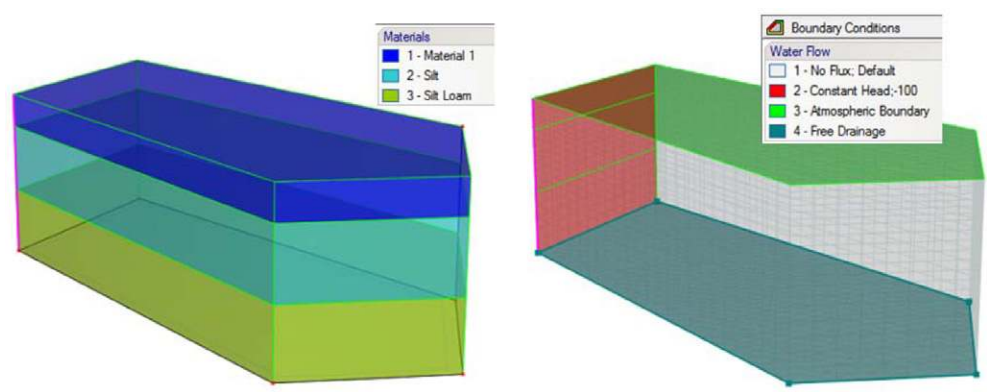 Materials
1 - Material 1
2 - Silt
3 - Silt Loam
Boundary Conditions
Water Flow
1 - No Flux; Default
2 - Constant Head;-100
3 - Atmospheric Boundary
4 - Free Drainage